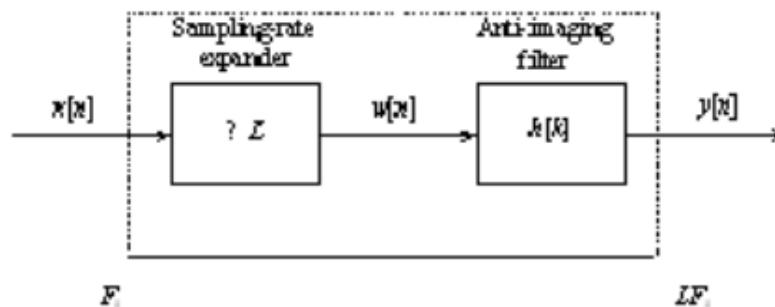 Sampling-rate
expander
Anti-imaging
filter
x[n]
? L
w[n]
h[k]
y[n]
F
LF